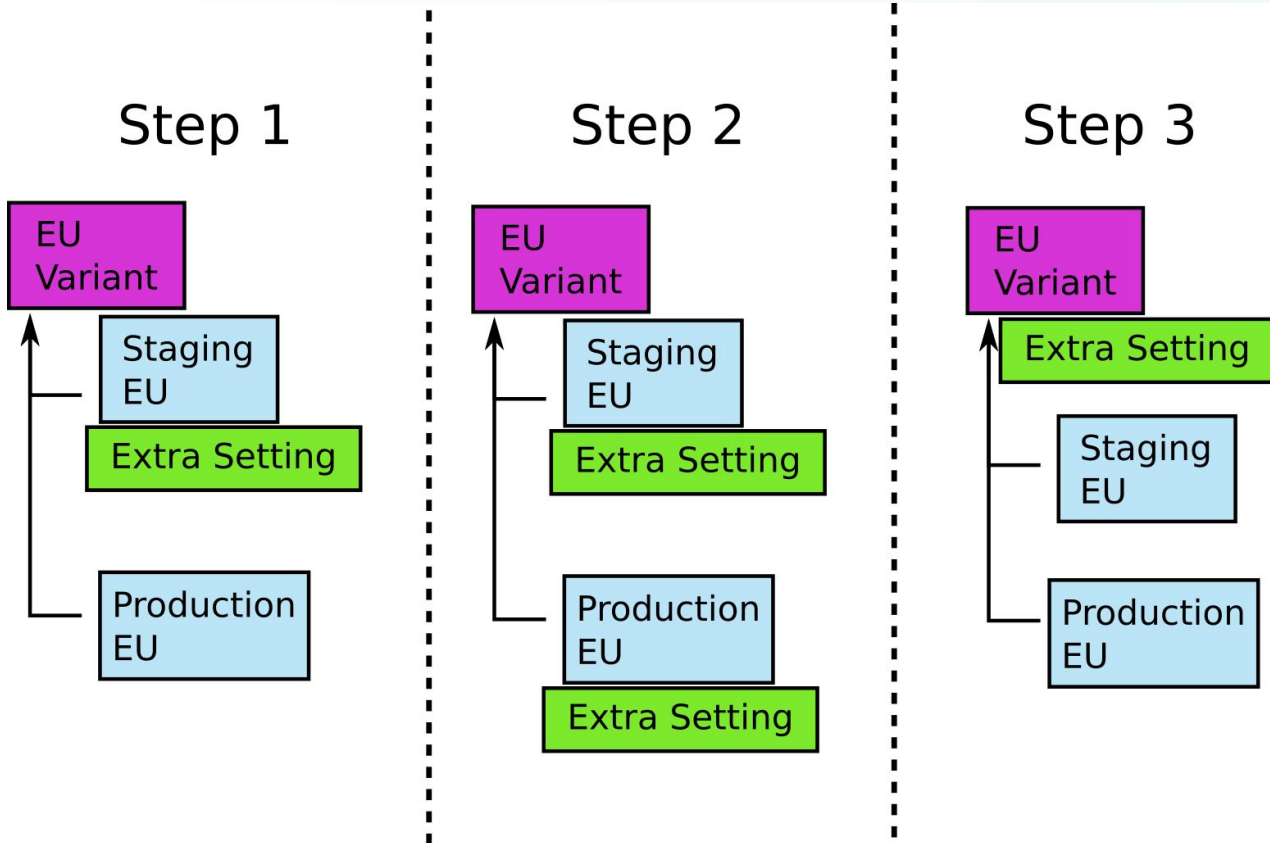 Step 1
EU
Variant
Staging
EU
Extra Setting
Production
EU
Step 2
EU
Variant
Staging
EU
Extra Setting
Production
EU
Extra Setting
Step 3
EU
Variant
Extra Setting
Staging
EU
Production
EU